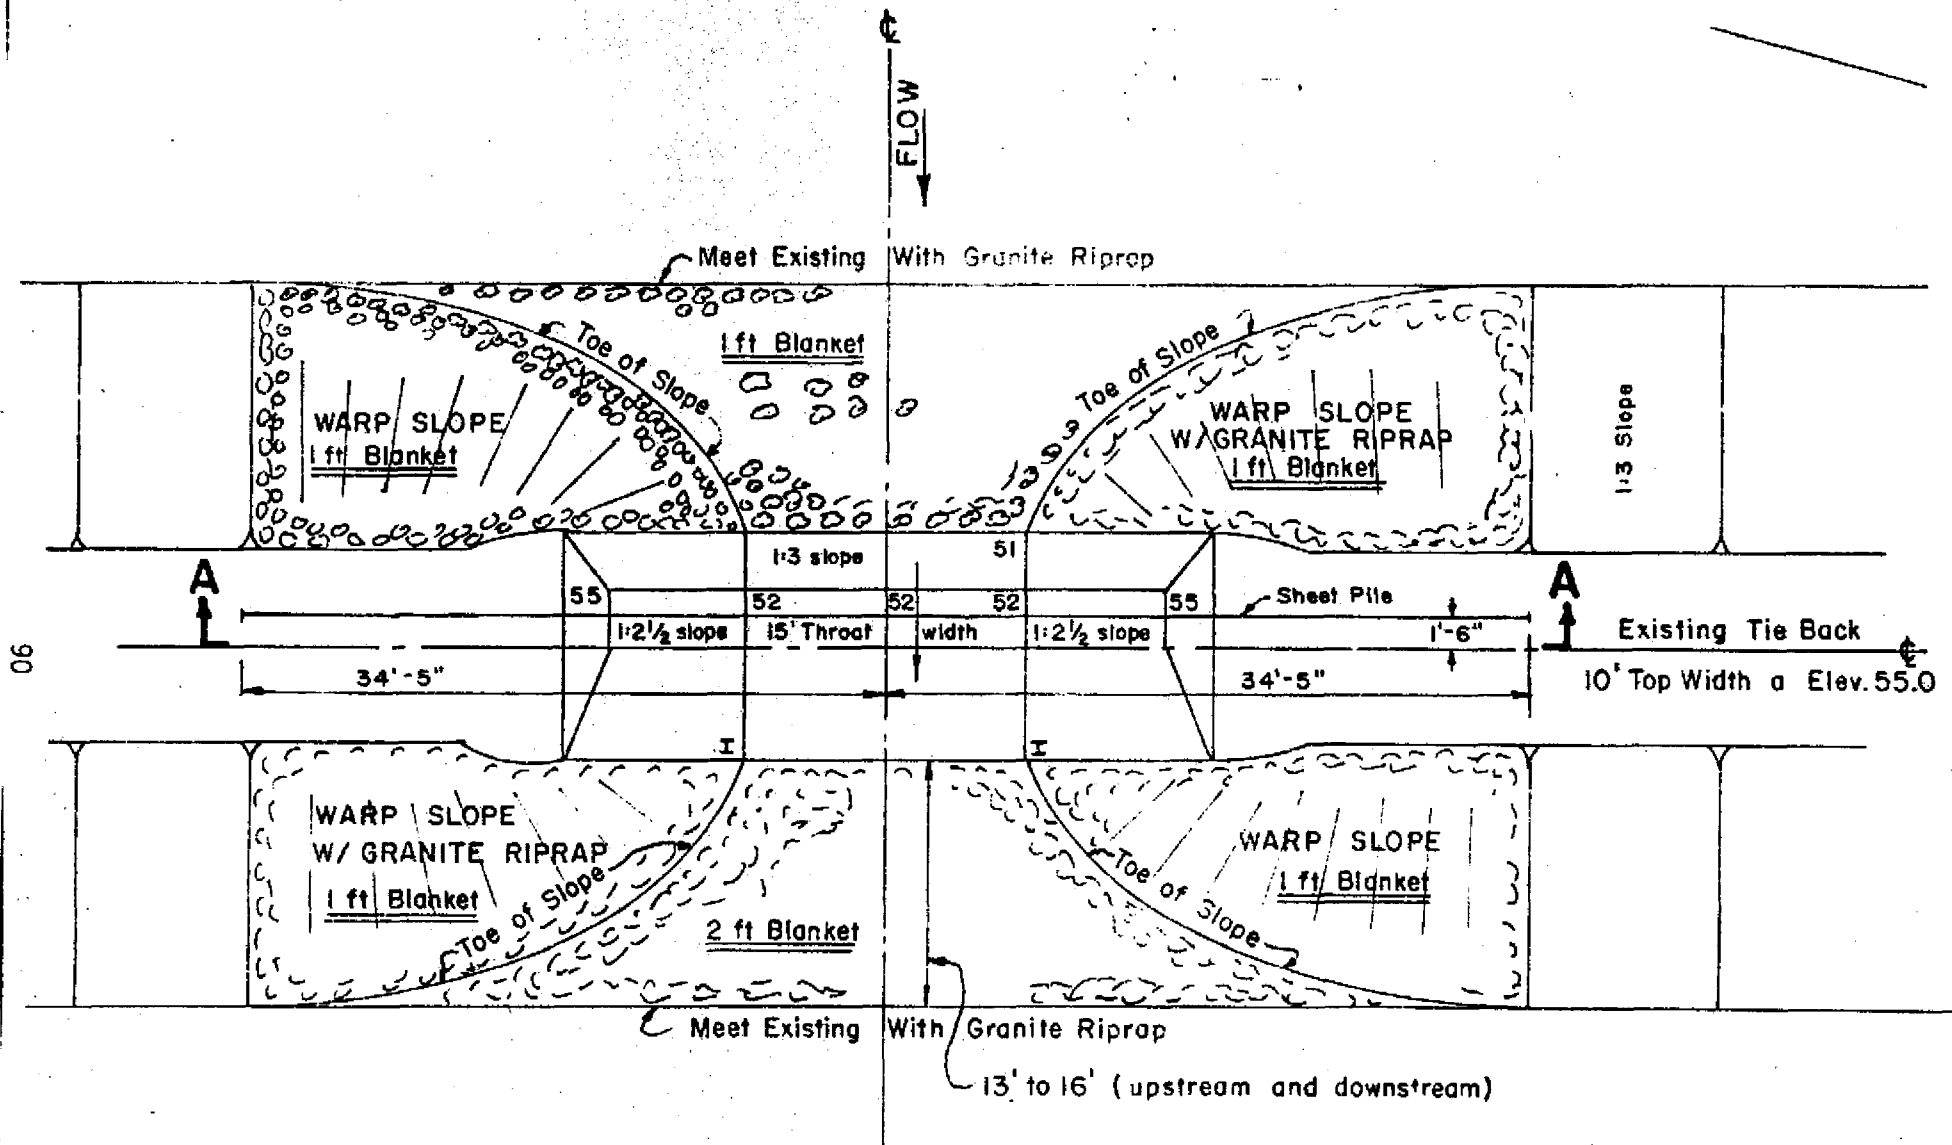 ℄
FLOW
Meet Existing With Granite Riprap
Toe of Slope
1 ft Blanket
Toe of Slope
WARP SLOPE
1 ft Blanket
WARP SLOPE
W/GRANITE RIPRAP
1 ft Blanket
1:3 Slope
1:3 slope
51
A
A
55
52
52
52
55
Sheet Pile
1:2½ slope
15' Throat width
1:2½ slope
1'-6"
Existing Tie Back
℄
90
34'-5"
34'-5"
10' Top Width a Elev. 55.0
I
I
WARP SLOPE
W/ GRANITE RIPRAP
1 ft Blanket
Toe of Slope
2 ft Blanket
Toe of Slope
WARP SLOPE
1 ft Blanket
Meet Existing With Granite Riprap
13' to 16' (upstream and downstream)